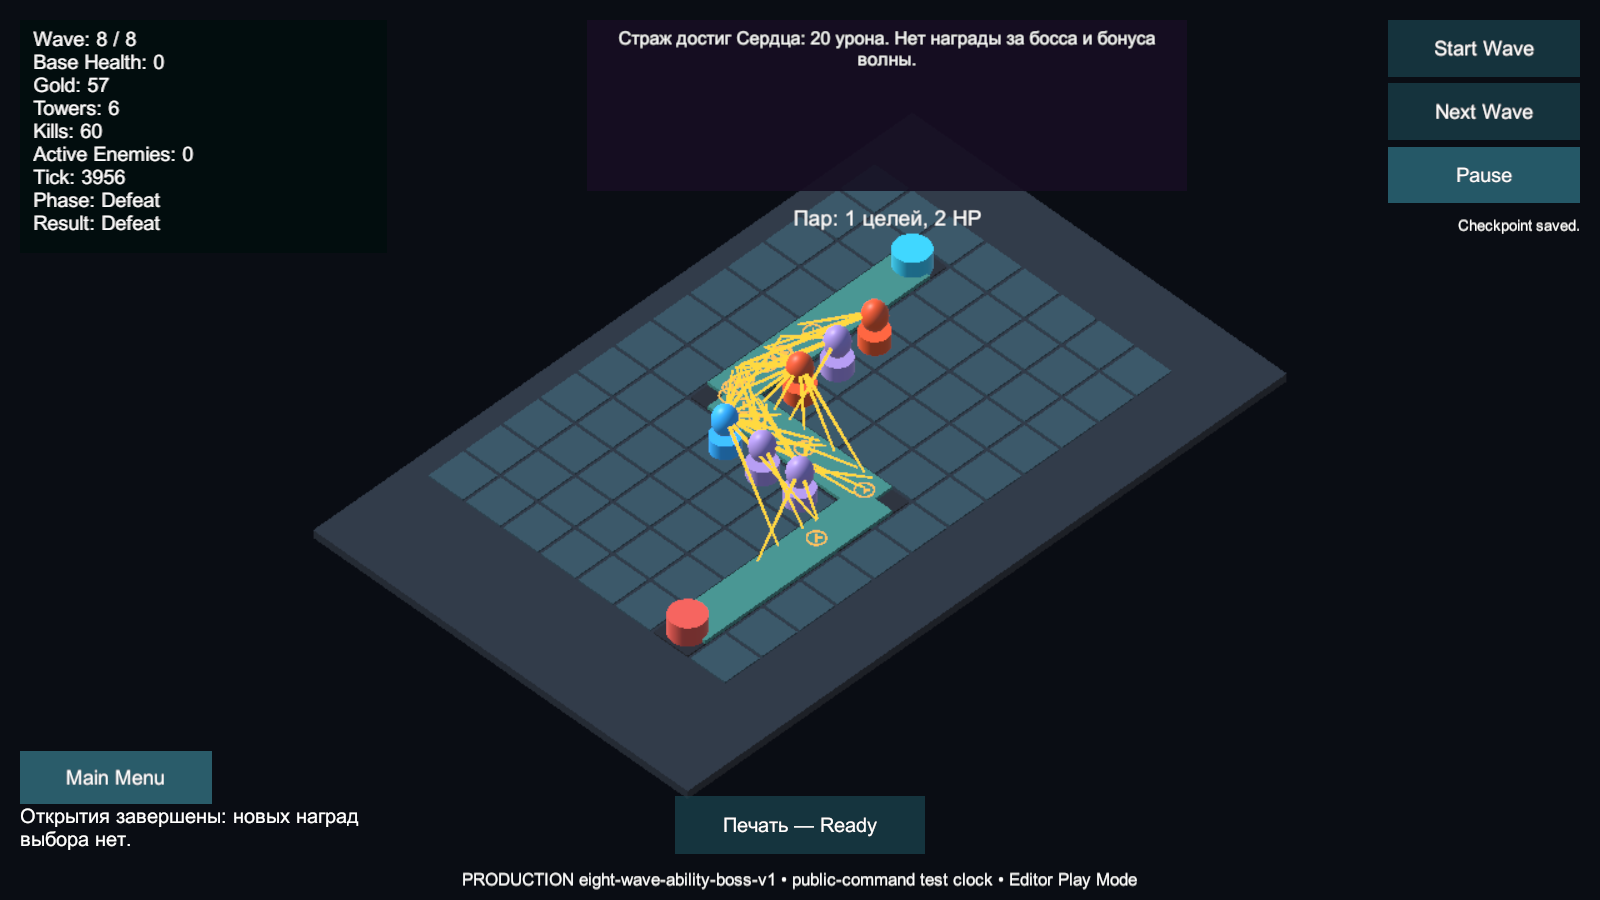 Wave: 8 / 8
Base Health: 0
Gold: 57
Towers: 6
Kills: 60
Active Enemies: 0
Tick: 3956
Phase: Defeat
Result: Defeat
Страж достиг Сердца: 20 урона. Нет награды за босса и бонуса
волны.
Start Wave
Next Wave
Pause
Checkpoint saved.
Пар: 1 целей, 2 HP
Main Menu
Открытия завершены: новых наград
выбора нет.
Печать — Ready
PRODUCTION eight-wave-ability-boss-v1 • public-command test clock • Editor Play Mode